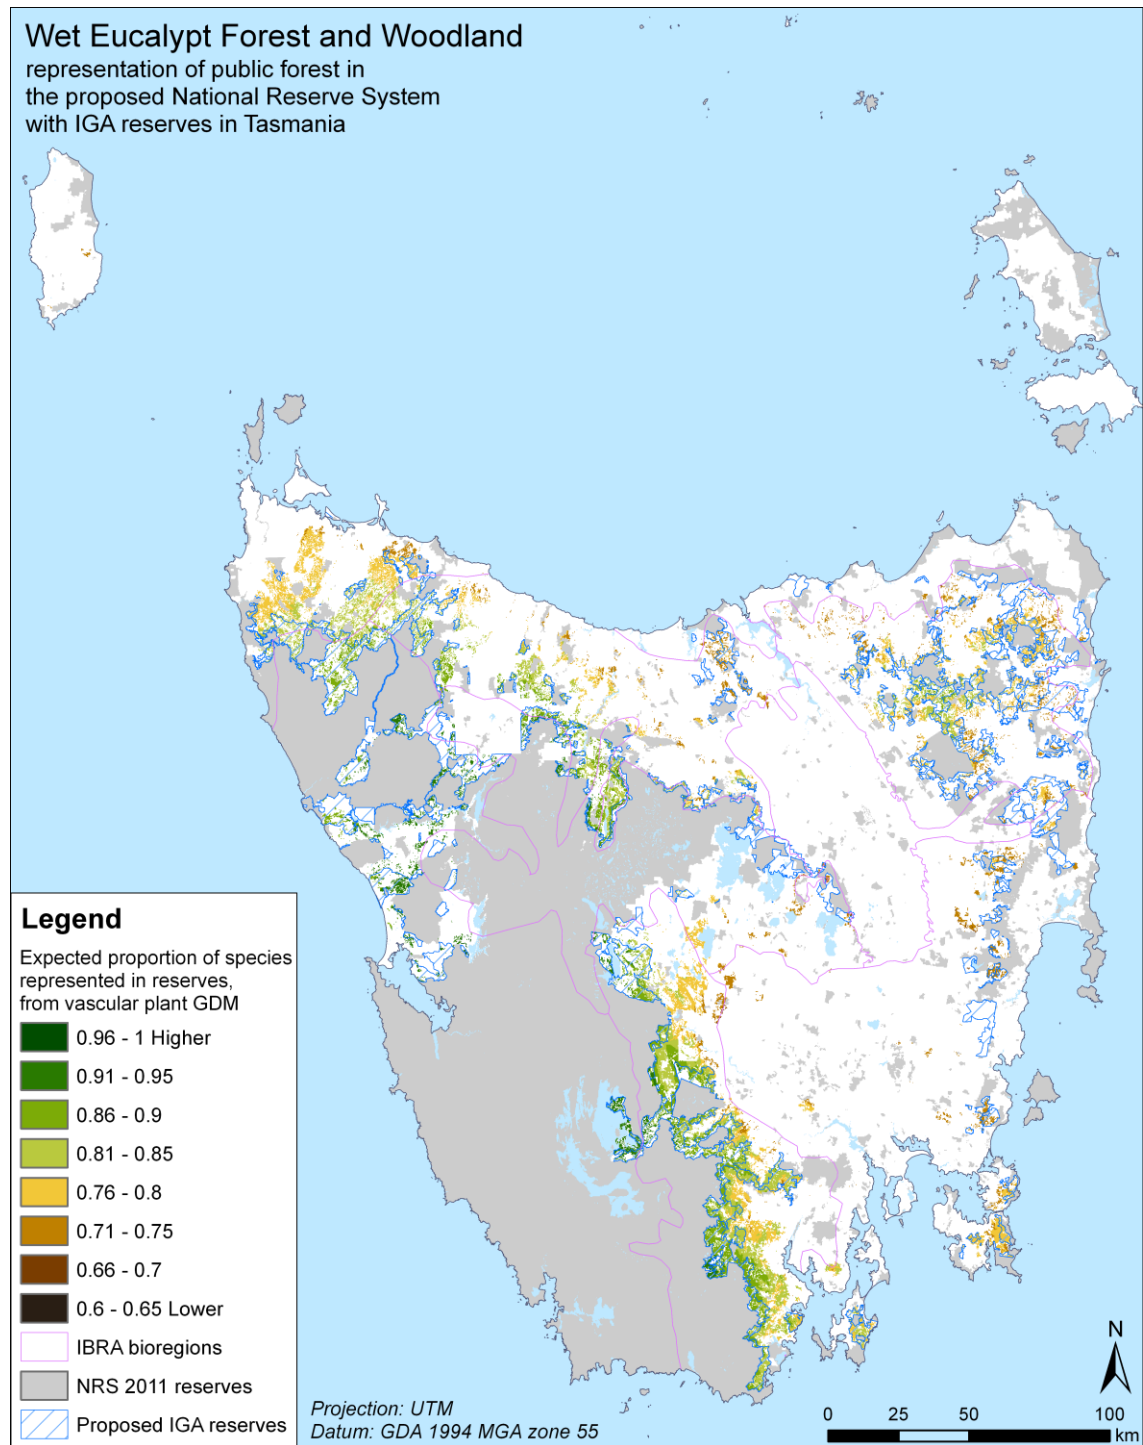 Wet Eucalypt Forest and Woodland
representation of public forest in
the proposed National Reserve System
with IGA reserves in Tasmania
Legend
Expected proportion of species
represented in reserves,
from vascular plant GDM
0.96 - 1 Higher
0.91 - 0.95
0.86 - 0.9
0.81 - 0.85
0.76 - 0.8
0.71 - 0.75
0.66 - 0.7
0.6 - 0.65 Lower
IBRA bioregions
NRS 2011 reserves
Proposed IGA reserves
Projection: UTM
Datum: GDA 1994 MGA zone 55
N
0 25 50 100
km